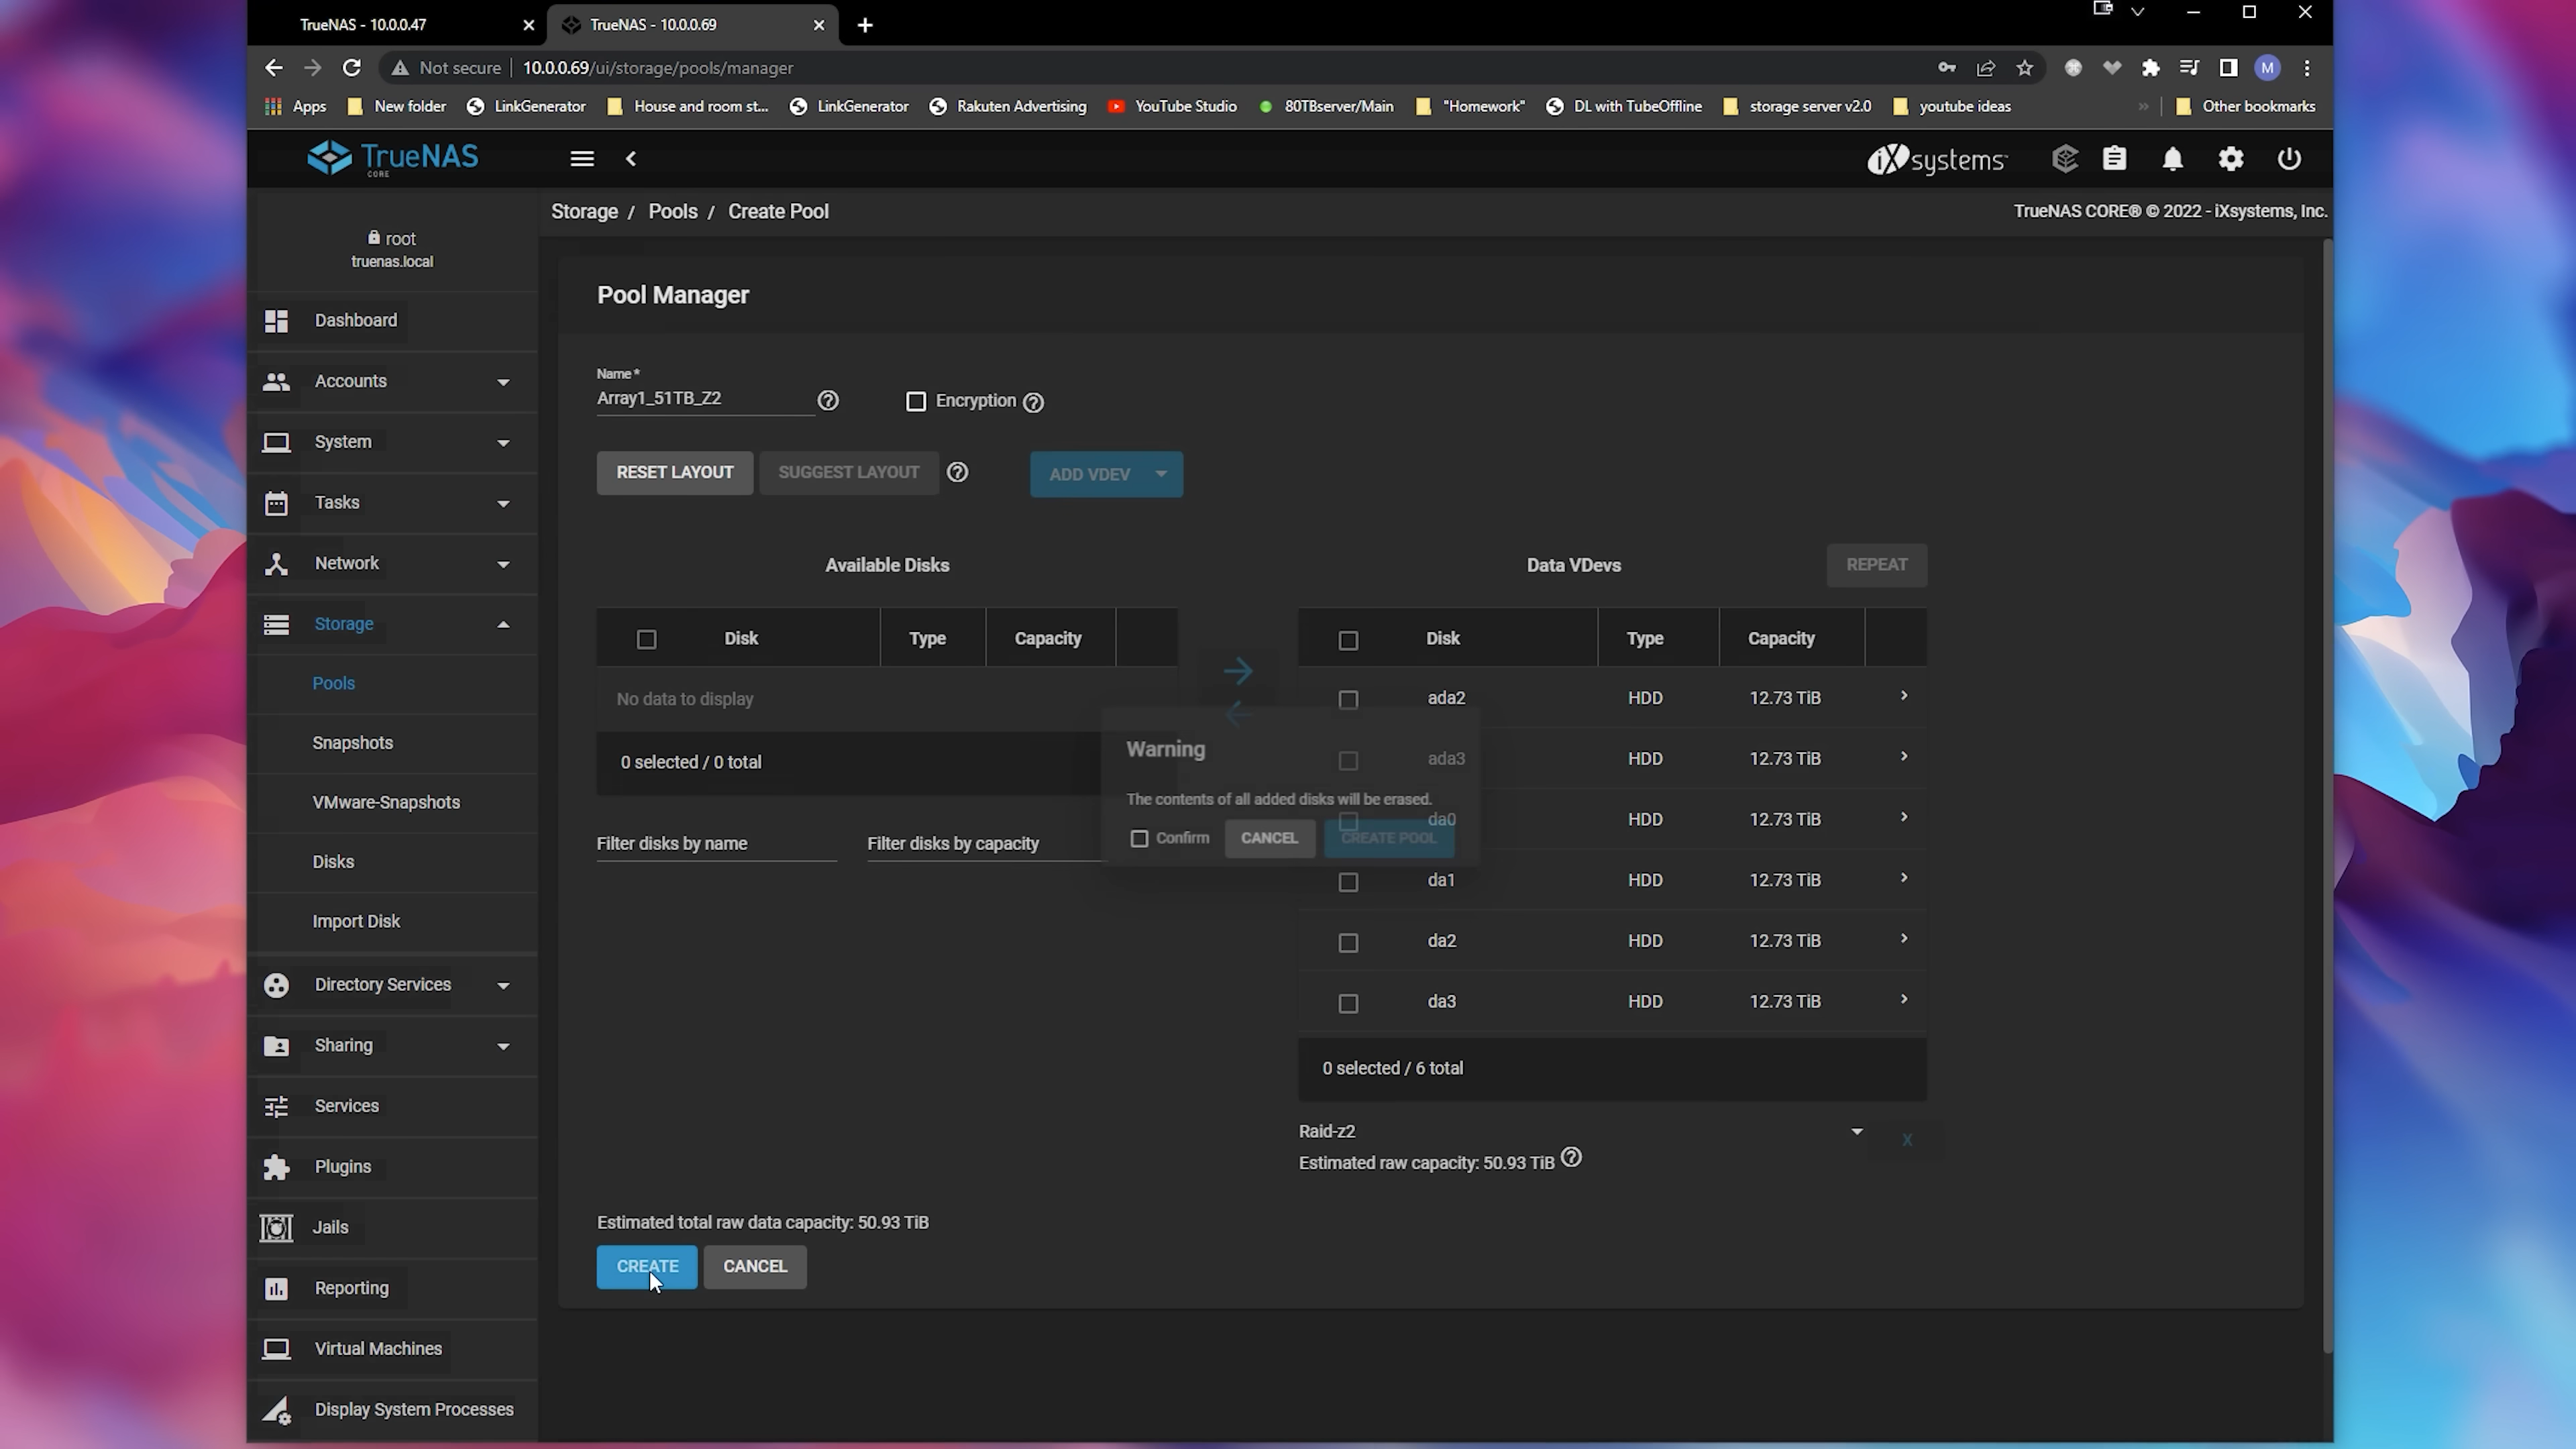 TrueNAS - 10.0.0.47
TrueNAS - 10.0.0.69
Not secure
10.0.0.69/ui/storage/pools/manager
M
Apps
New folder
LinkGenerator
House and room st...
LinkGenerator
Rakuten Advertising
YouTube Studio
80TBserver/Main
"Homework"
DL with TubeOffline
storage server v2.0
youtube ideas
»
Other bookmarks
TrueNAS
CORE
iXsystems™
root
truenas.local
Storage / Pools / Create Pool
TrueNAS CORE® © 2022 - iXsystems, Inc.
Dashboard
Accounts
System
Tasks
Network
Storage
Pools
Snapshots
VMware-Snapshots
Disks
Import Disk
Directory Services
Sharing
Services
Plugins
Jails
Reporting
Virtual Machines
Display System Processes
Pool Manager
Name *
Array1_51TB_Z2
Encryption
RESET LAYOUT
SUGGEST LAYOUT
ADD VDEV
Available Disks
Disk Type Capacity
No data to display
0 selected / 0 total
Filter disks by name
Filter disks by capacity
Data VDevs
REPEAT
Disk Type Capacity
ada2 HDD 12.73 TiB
ada3 HDD 12.73 TiB
da0 HDD 12.73 TiB
da1 HDD 12.73 TiB
da2 HDD 12.73 TiB
da3 HDD 12.73 TiB
0 selected / 6 total
Raid-z2
X
Estimated raw capacity: 50.93 TiB
Warning
The contents of all added disks will be erased.
Confirm
CANCEL
CREATE POOL
Estimated total raw data capacity: 50.93 TiB
CREATE
CANCEL